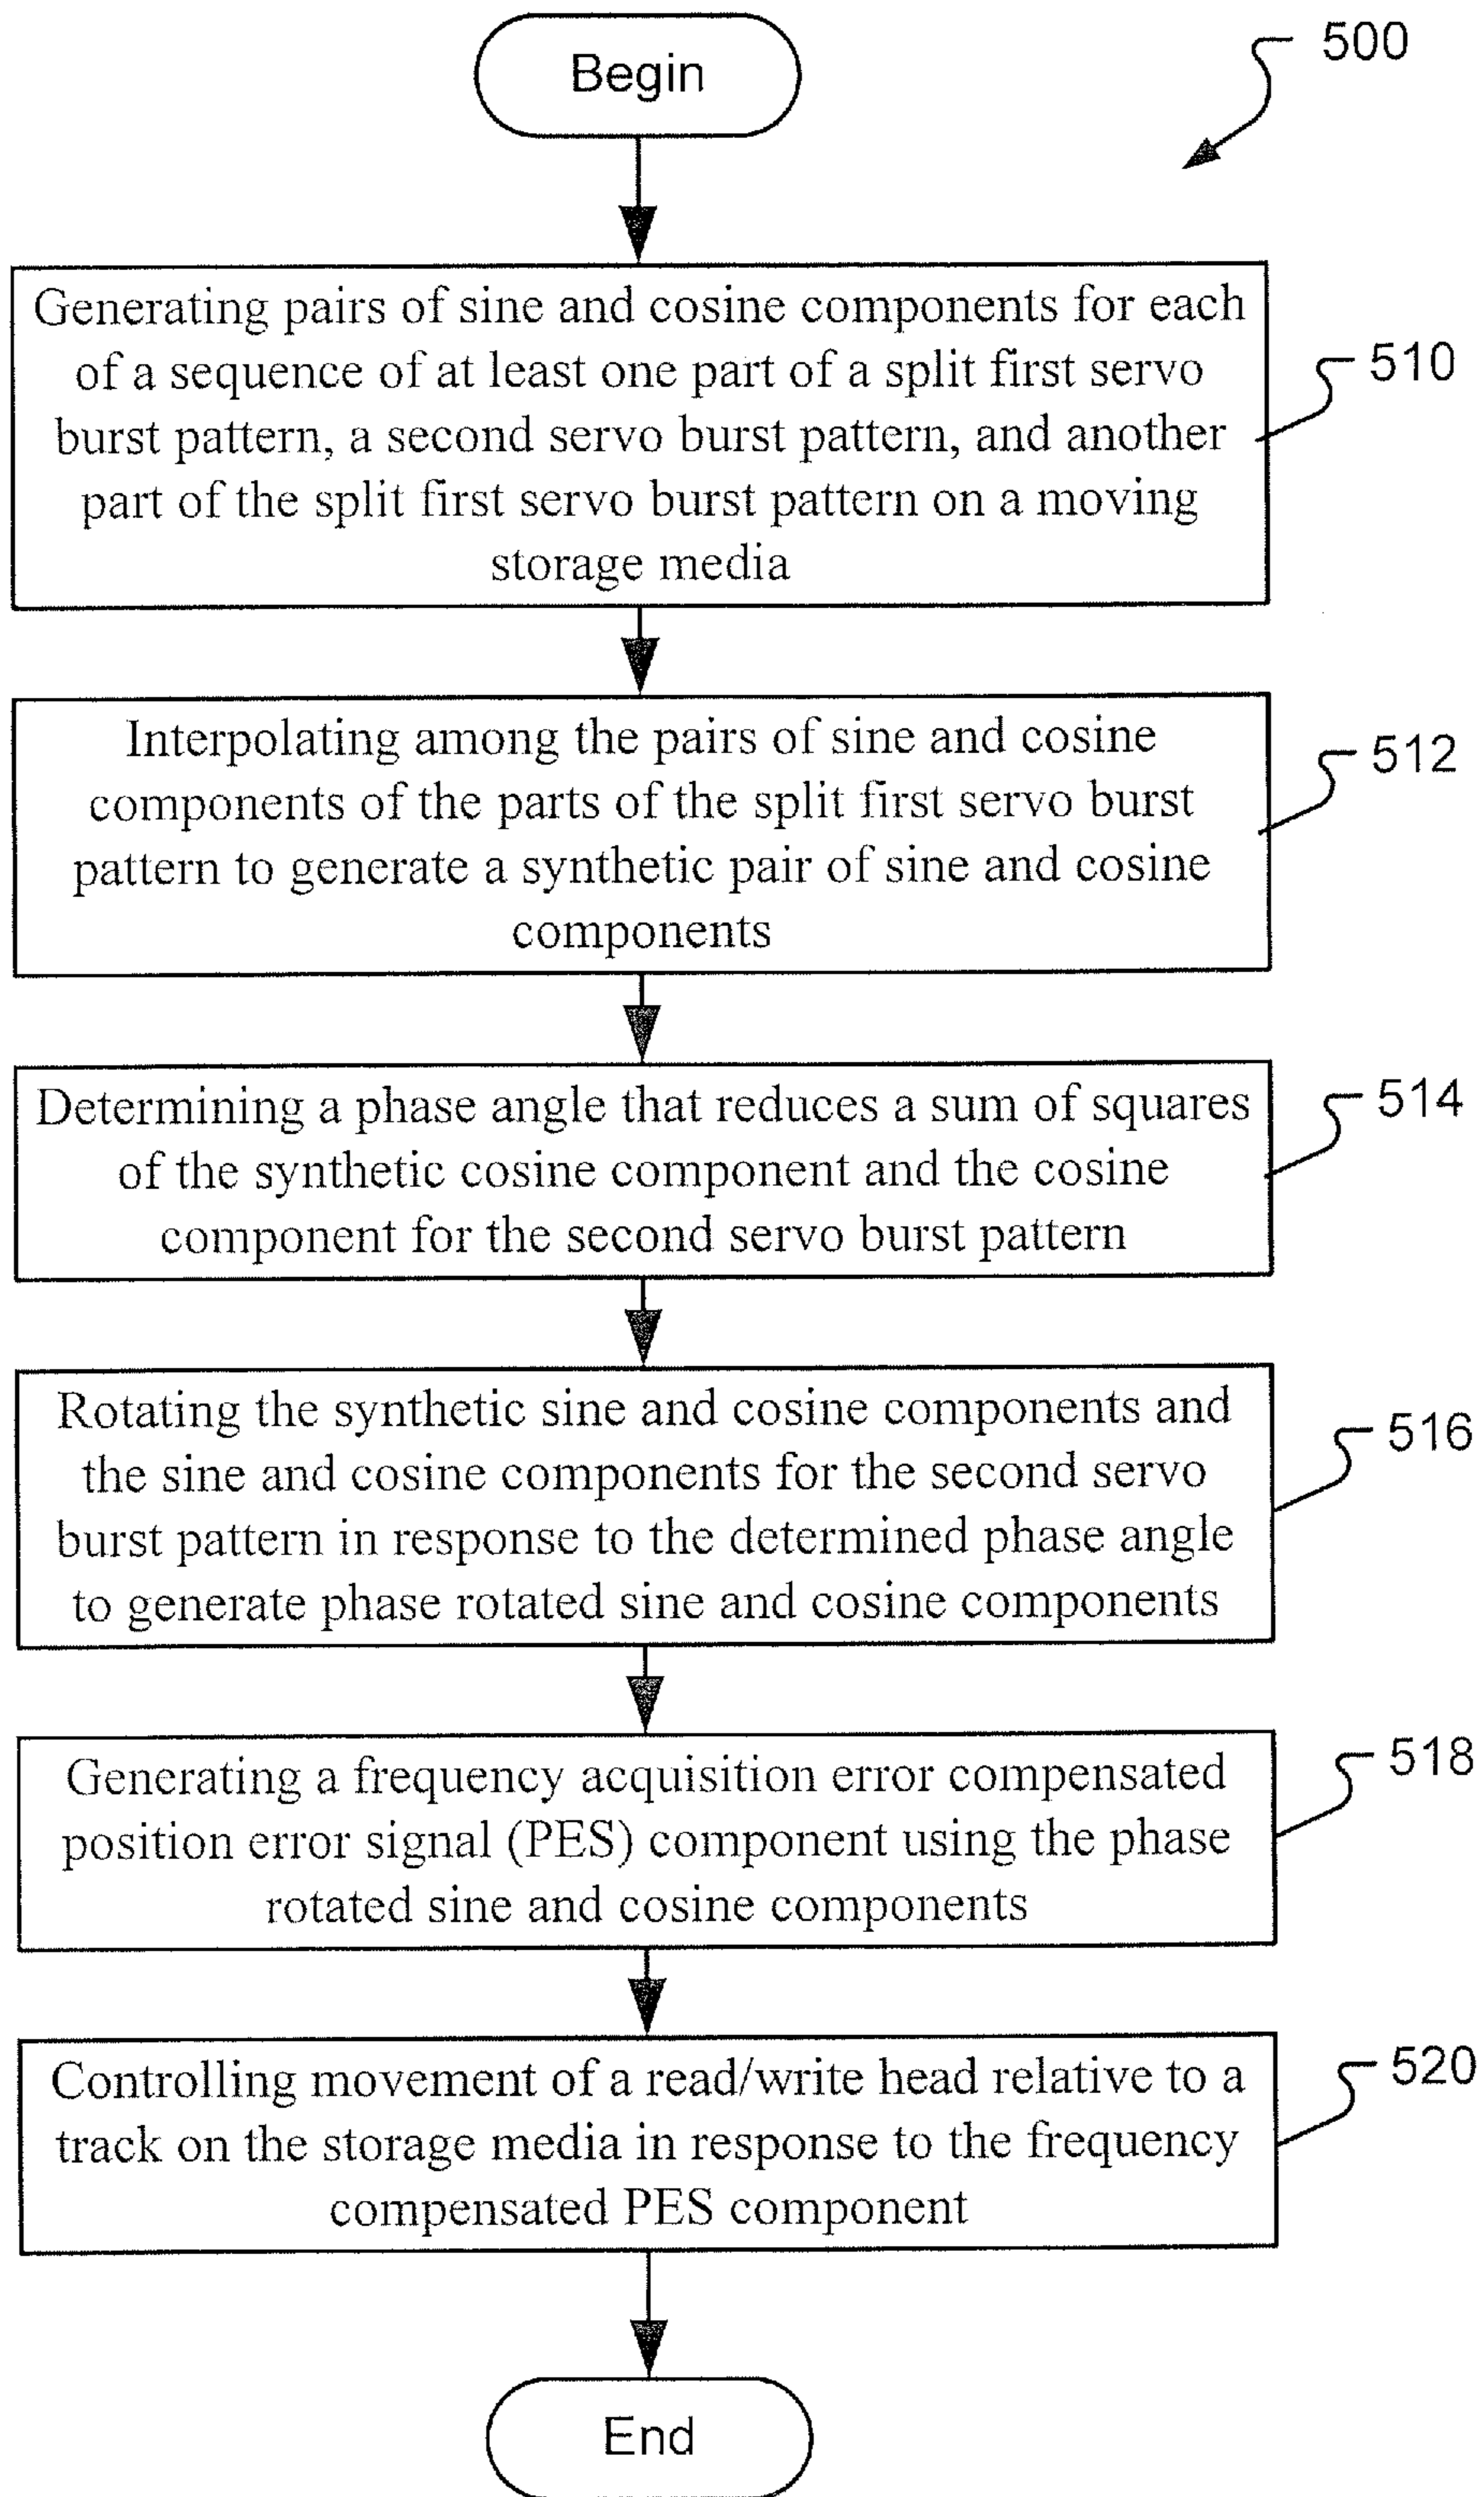 500
Begin
Generating pairs of sine and cosine components for each
of a sequence of at least one part of a split first servo
burst pattern, a second servo burst pattern, and another
part of the split first servo burst pattern on a moving
storage media
510
Interpolating among the pairs of sine and cosine
components of the parts of the split first servo burst
pattern to generate a synthetic pair of sine and cosine
components
512
Determining a phase angle that reduces a sum of squares
of the synthetic cosine component and the cosine
component for the second servo burst pattern
514
Rotating the synthetic sine and cosine components and
the sine and cosine components for the second servo
burst pattern in response to the determined phase angle
to generate phase rotated sine and cosine components
516
Generating a frequency acquisition error compensated
position error signal (PES) component using the phase
rotated sine and cosine components
518
Controlling movement of a read/write head relative to a
track on the storage media in response to the frequency
compensated PES component
520
End